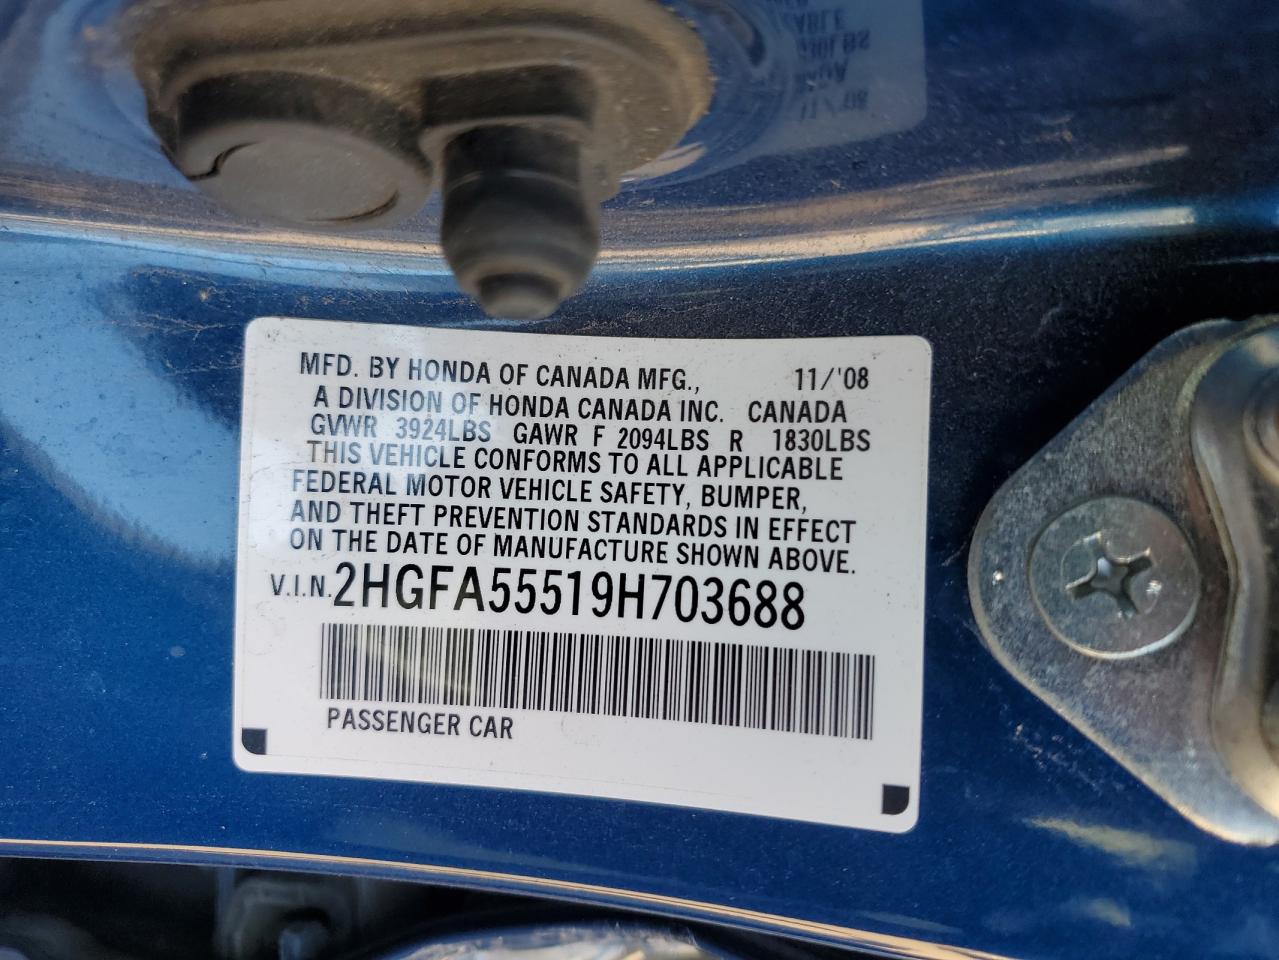 MFD. BY HONDA OF CANADA MFG., 11/'08
A DIVISION OF HONDA CANADA INC. CANADA
GVWR 3924LBS GAWR F 2094LBS R 1830LBS
THIS VEHICLE CONFORMS TO ALL APPLICABLE
FEDERAL MOTOR VEHICLE SAFETY, BUMPER,
AND THEFT PREVENTION STANDARDS IN EFFECT
ON THE DATE OF MANUFACTURE SHOWN ABOVE.
V.I.N. 2HGFA55519H703688
PASSENGER CAR